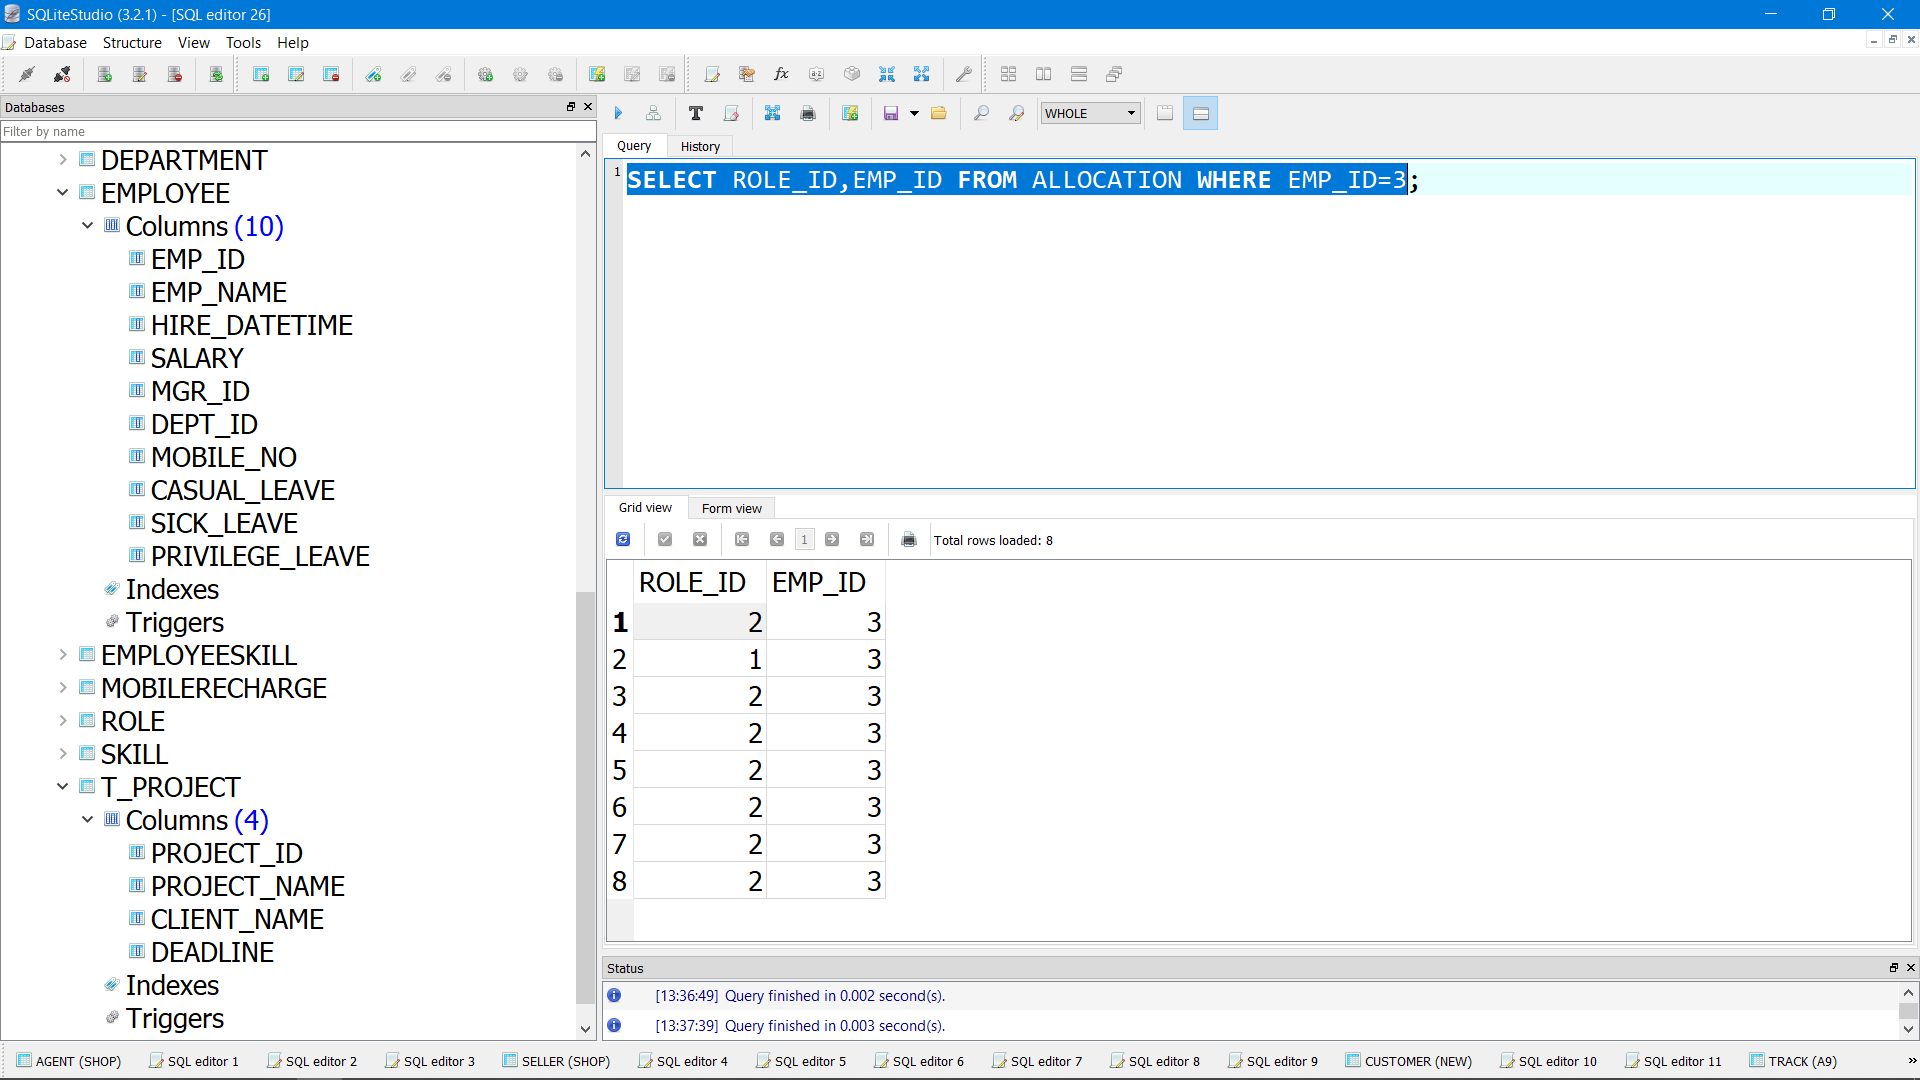 SQLiteStudio (3.2.1) - [SQL editor 26]
Database Structure View Tools Help
Databases
Filter by name
DEPARTMENT
EMPLOYEE
Columns (10)
EMP_ID
EMP_NAME
HIRE_DATETIME
SALARY
MGR_ID
DEPT_ID
MOBILE_NO
CASUAL_LEAVE
SICK_LEAVE
PRIVILEGE_LEAVE
Indexes
Triggers
EMPLOYEESKILL
MOBILERECHARGE
ROLE
SKILL
T_PROJECT
Columns (4)
PROJECT_ID
PROJECT_NAME
CLIENT_NAME
DEADLINE
Indexes
Triggers
WHOLE
Query History
1 SELECT ROLE_ID,EMP_ID FROM ALLOCATION WHERE EMP_ID=3;
Grid view Form view
1 Total rows loaded: 8
ROLE_ID EMP_ID
1 2 3
2 1 3
3 2 3
4 2 3
5 2 3
6 2 3
7 2 3
8 2 3
Status
[13:36:49] Query finished in 0.002 second(s).
[13:37:39] Query finished in 0.003 second(s).
AGENT (SHOP) SQL editor 1 SQL editor 2 SQL editor 3 SELLER (SHOP) SQL editor 4 SQL editor 5 SQL editor 6 SQL editor 7 SQL editor 8 SQL editor 9 CUSTOMER (NEW) SQL editor 10 SQL editor 11 TRACK (A9) »